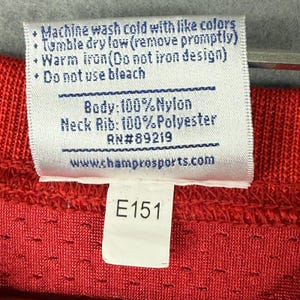 • Machine wash cold with like colors
• Tumble dry low (remove promptly)
• Warm iron (Do not iron design)
• Do not use bleach
Body: 100% Nylon
Neck Rib: 100% Polyester
RN#89219
www.champrosports.com
E151